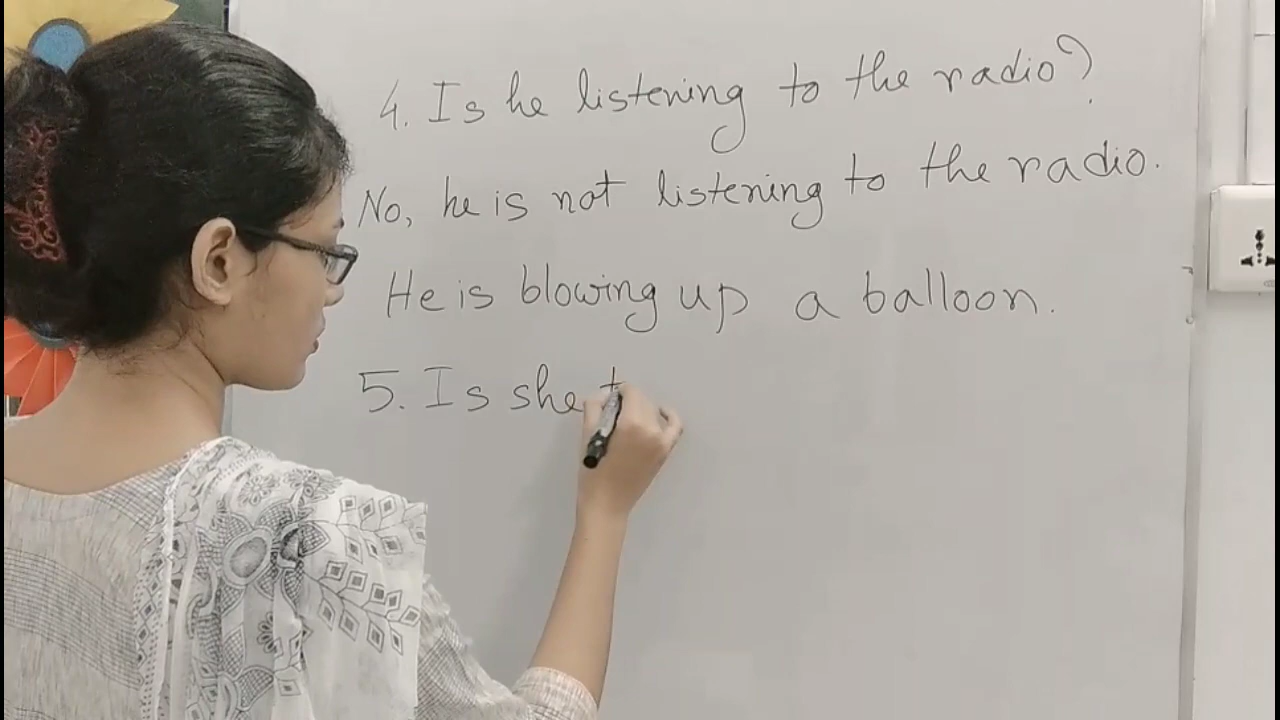 4. Is he listening to the radio?
No, he is not listening to the radio.
He is blowing up a balloon.
5. Is she t